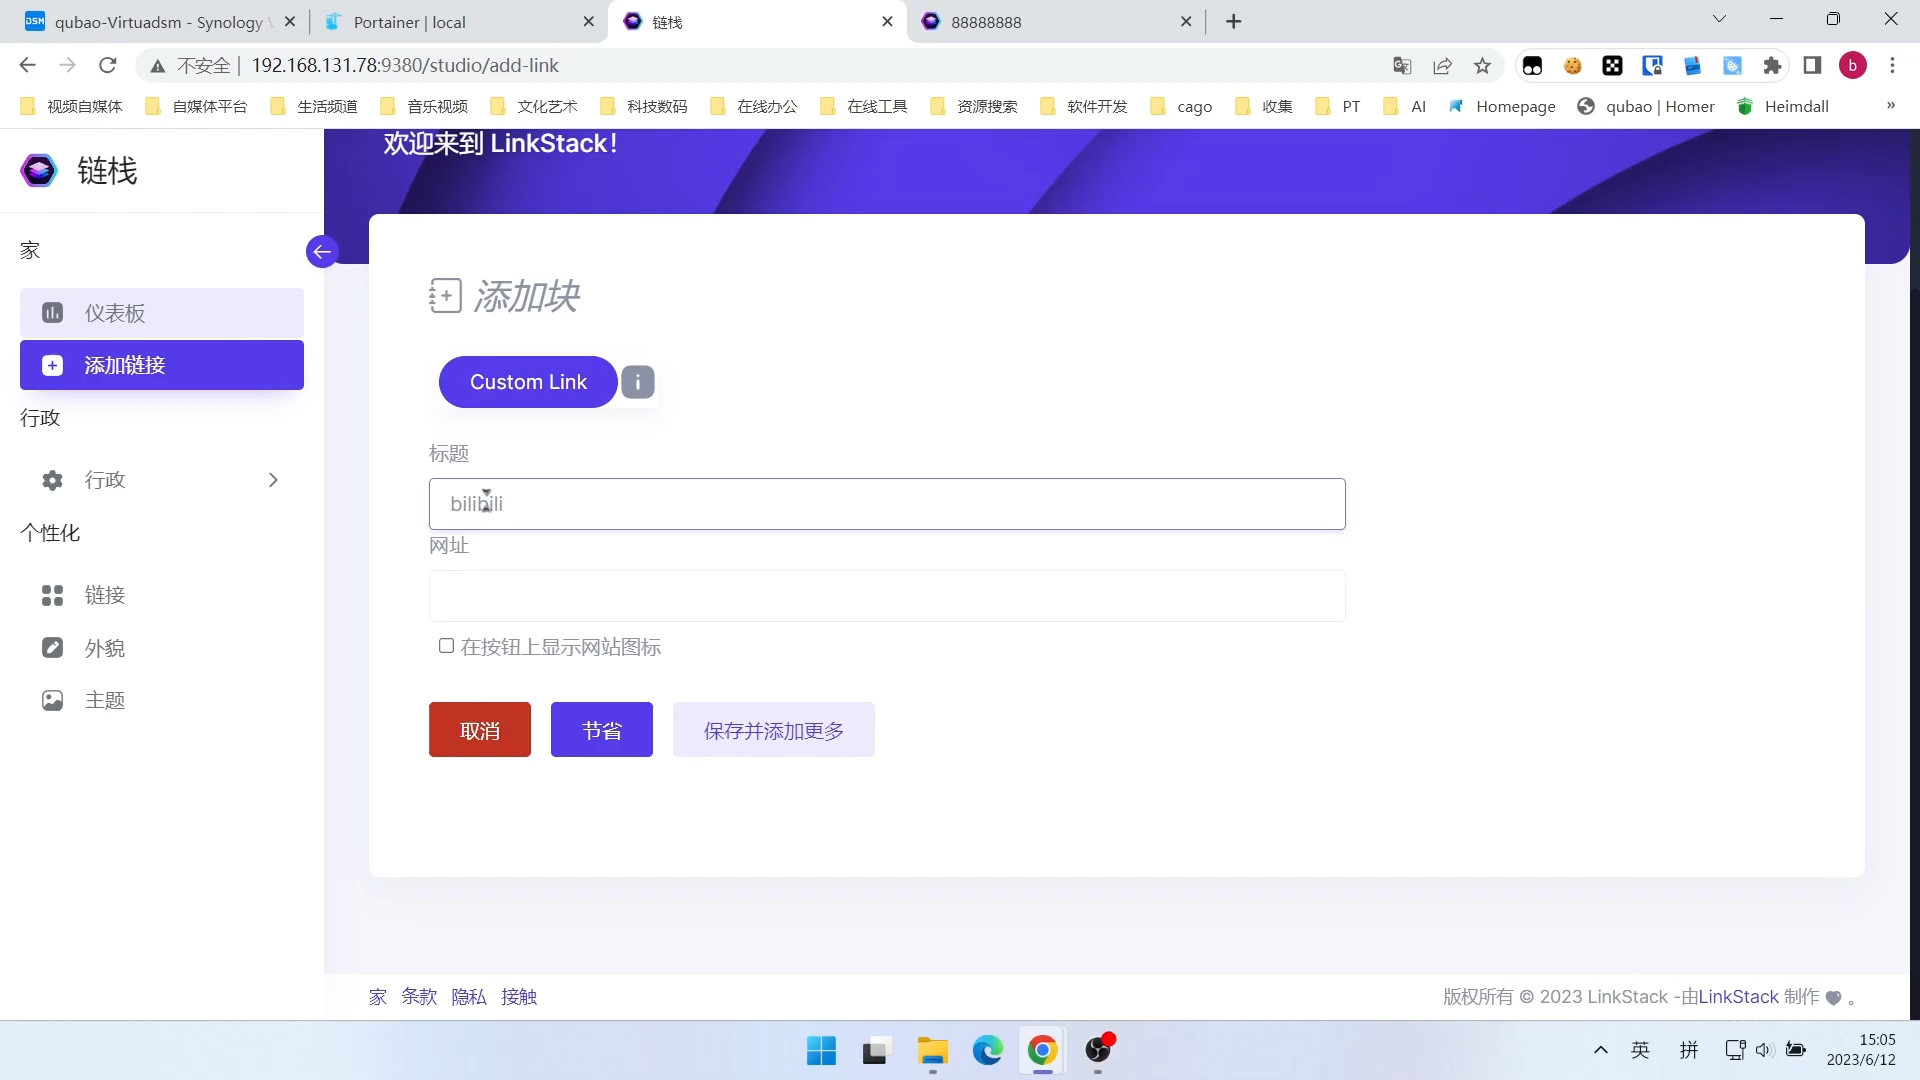 qubao-Virtuadsm - Synology
Portainer | local
链栈
88888888
不安全
192.168.131.78:9380/studio/add-link
b
视频自媒体
自媒体平台
生活频道
音乐视频
文化艺术
科技数码
在线办公
在线工具
资源搜索
软件开发
cago
收集
PT
AI
Homepage
qubao | Homer
Heimdall
»
链栈
欢迎来到 LinkStack!
家
仪表板
添加链接
行政
行政
个性化
链接
外貌
主题
添加块
Custom Link
标题
bilibili
网址
在按钮上显示网站图标
取消
节省
保存并添加更多
家 条款 隐私 接触
版权所有 © 2023 LinkStack -由LinkStack 制作 。
英
拼
15:05
2023/6/12